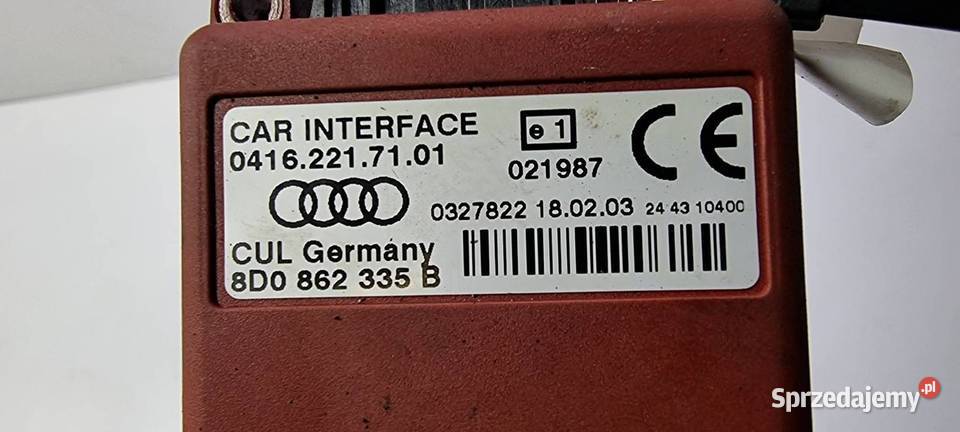 CAR INTERFACE
0416.221.71.01
e 1
021987
CE
0327822 18.02.03 24 43 10400
CUL Germany
8D0 862 335 B
Sprzedajemy.pl